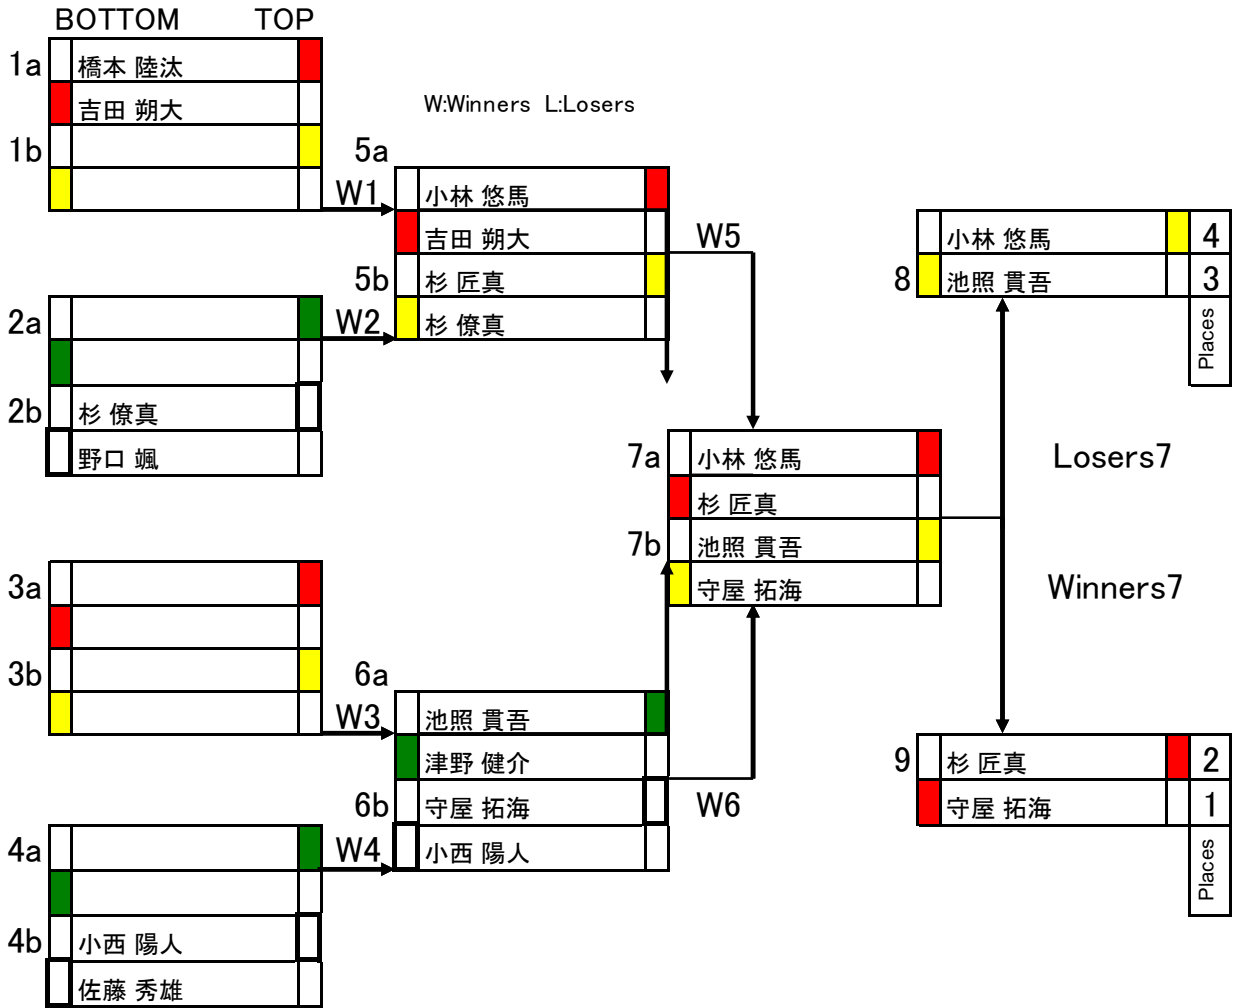 BOTTOM TOP
1a 橋本 陸汰
吉田 朔大
1b
W:Winners L:Losers
5a
W1
小林 悠馬
吉田 朔大
5b 杉 匠真
杉 僚真
W5
2a
W2
2b 杉 僚真
野口 颯
小林 悠馬 4
8 池照 貫吾 3
Places
7a 小林 悠馬
杉 匠真
7b 池照 貫吾
守屋 拓海
Losers7
Winners7
3a
3b
W3
6a
池照 貫吾
津野 健介
6b 守屋 拓海
小西 陽人
W6
4a
W4
4b 小西 陽人
佐藤 秀雄
9 杉 匠真 2
守屋 拓海 1
Places